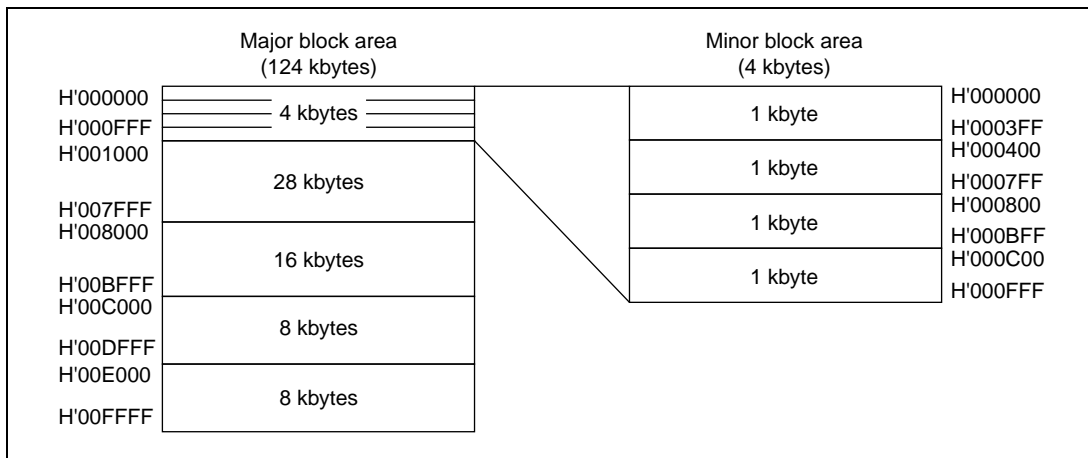 Major block area
(124 kbytes)
H'000000
4 kbytes
H'000FFF
H'001000
28 kbytes
H'007FFF
H'008000
16 kbytes
H'00BFFF
H'00C000
8 kbytes
H'00DFFF
H'00E000
8 kbytes
H'00FFFF
Minor block area
(4 kbytes)
H'000000
1 kbyte
H'0003FF
H'000400
1 kbyte
H'0007FF
H'000800
1 kbyte
H'000BFF
H'000C00
1 kbyte
H'000FFF